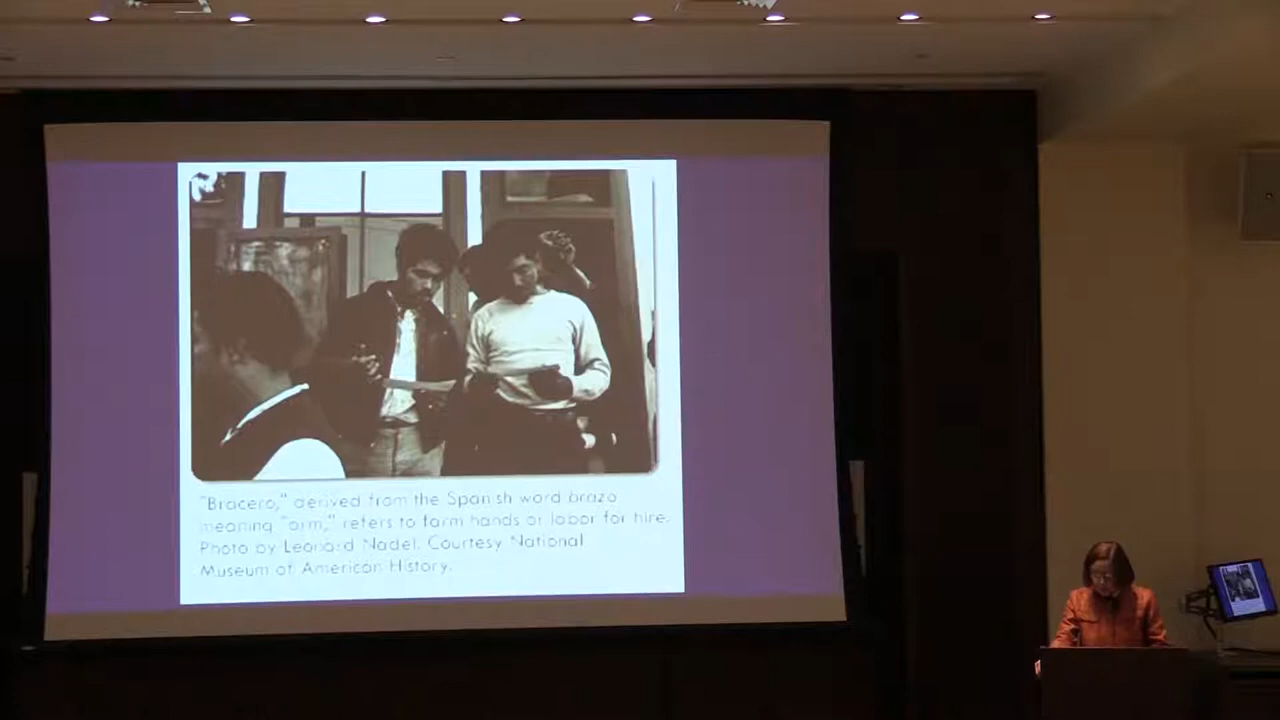 "Bracero," derived from the Spanish word brazo
meaning "arm," refers to farm hands or labor for hire.
Photo by Leonard Nadel. Courtesy National
Museum of American History.